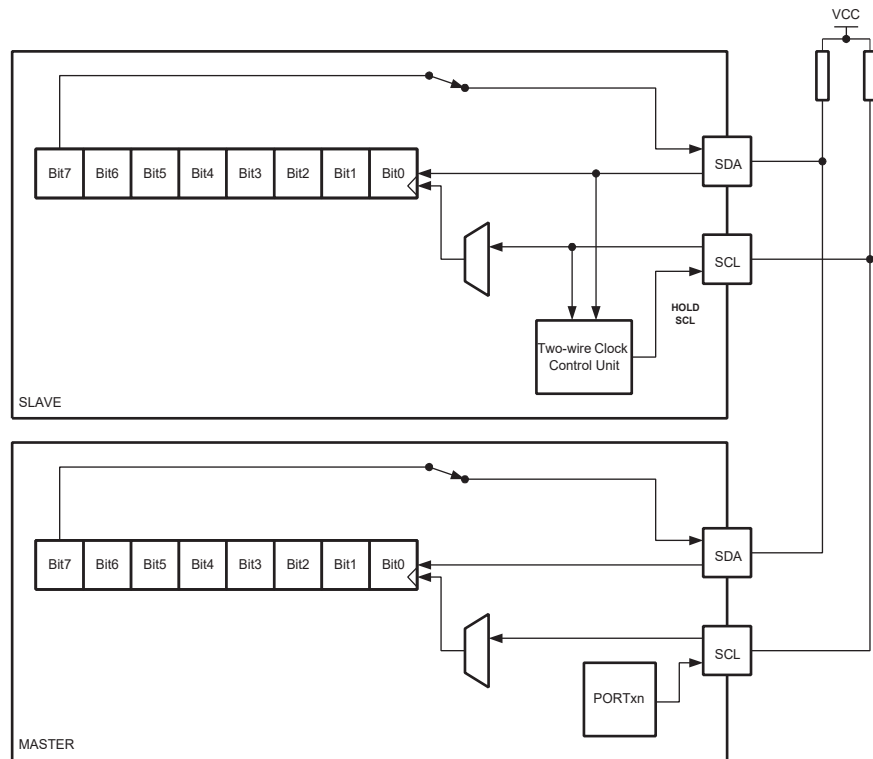 VCC
Bit7 Bit6 Bit5 Bit4 Bit3 Bit2 Bit1 Bit0
SDA
SCL
HOLD
SCL
Two-wire Clock
Control Unit
SLAVE
Bit7 Bit6 Bit5 Bit4 Bit3 Bit2 Bit1 Bit0
SDA
SCL
PORTxn
MASTER